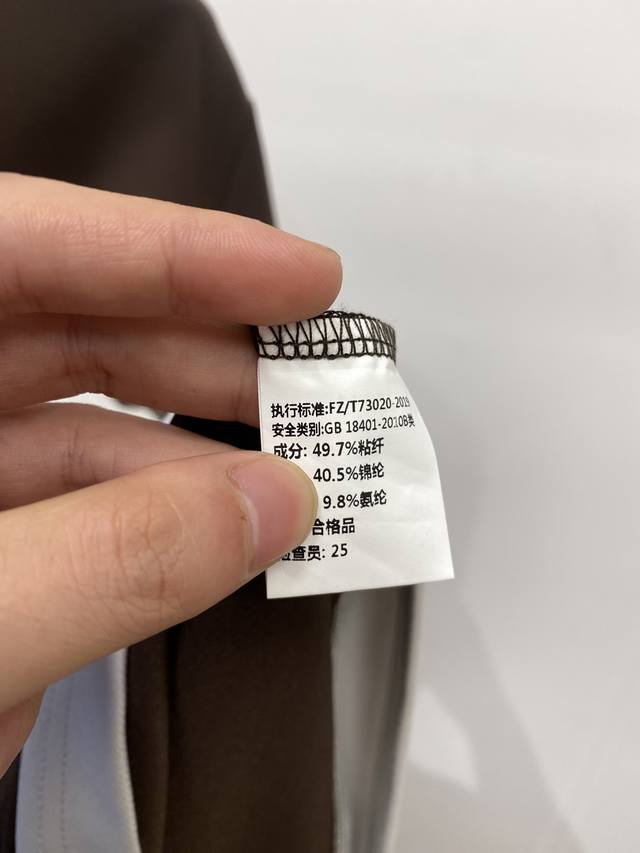 执行标准:FZ/T73020-2019
安全类别:GB 18401-2010B类
成分: 49.7%粘纤
40.5%锦纶
9.8%氨纶
合格品
检查员: 25